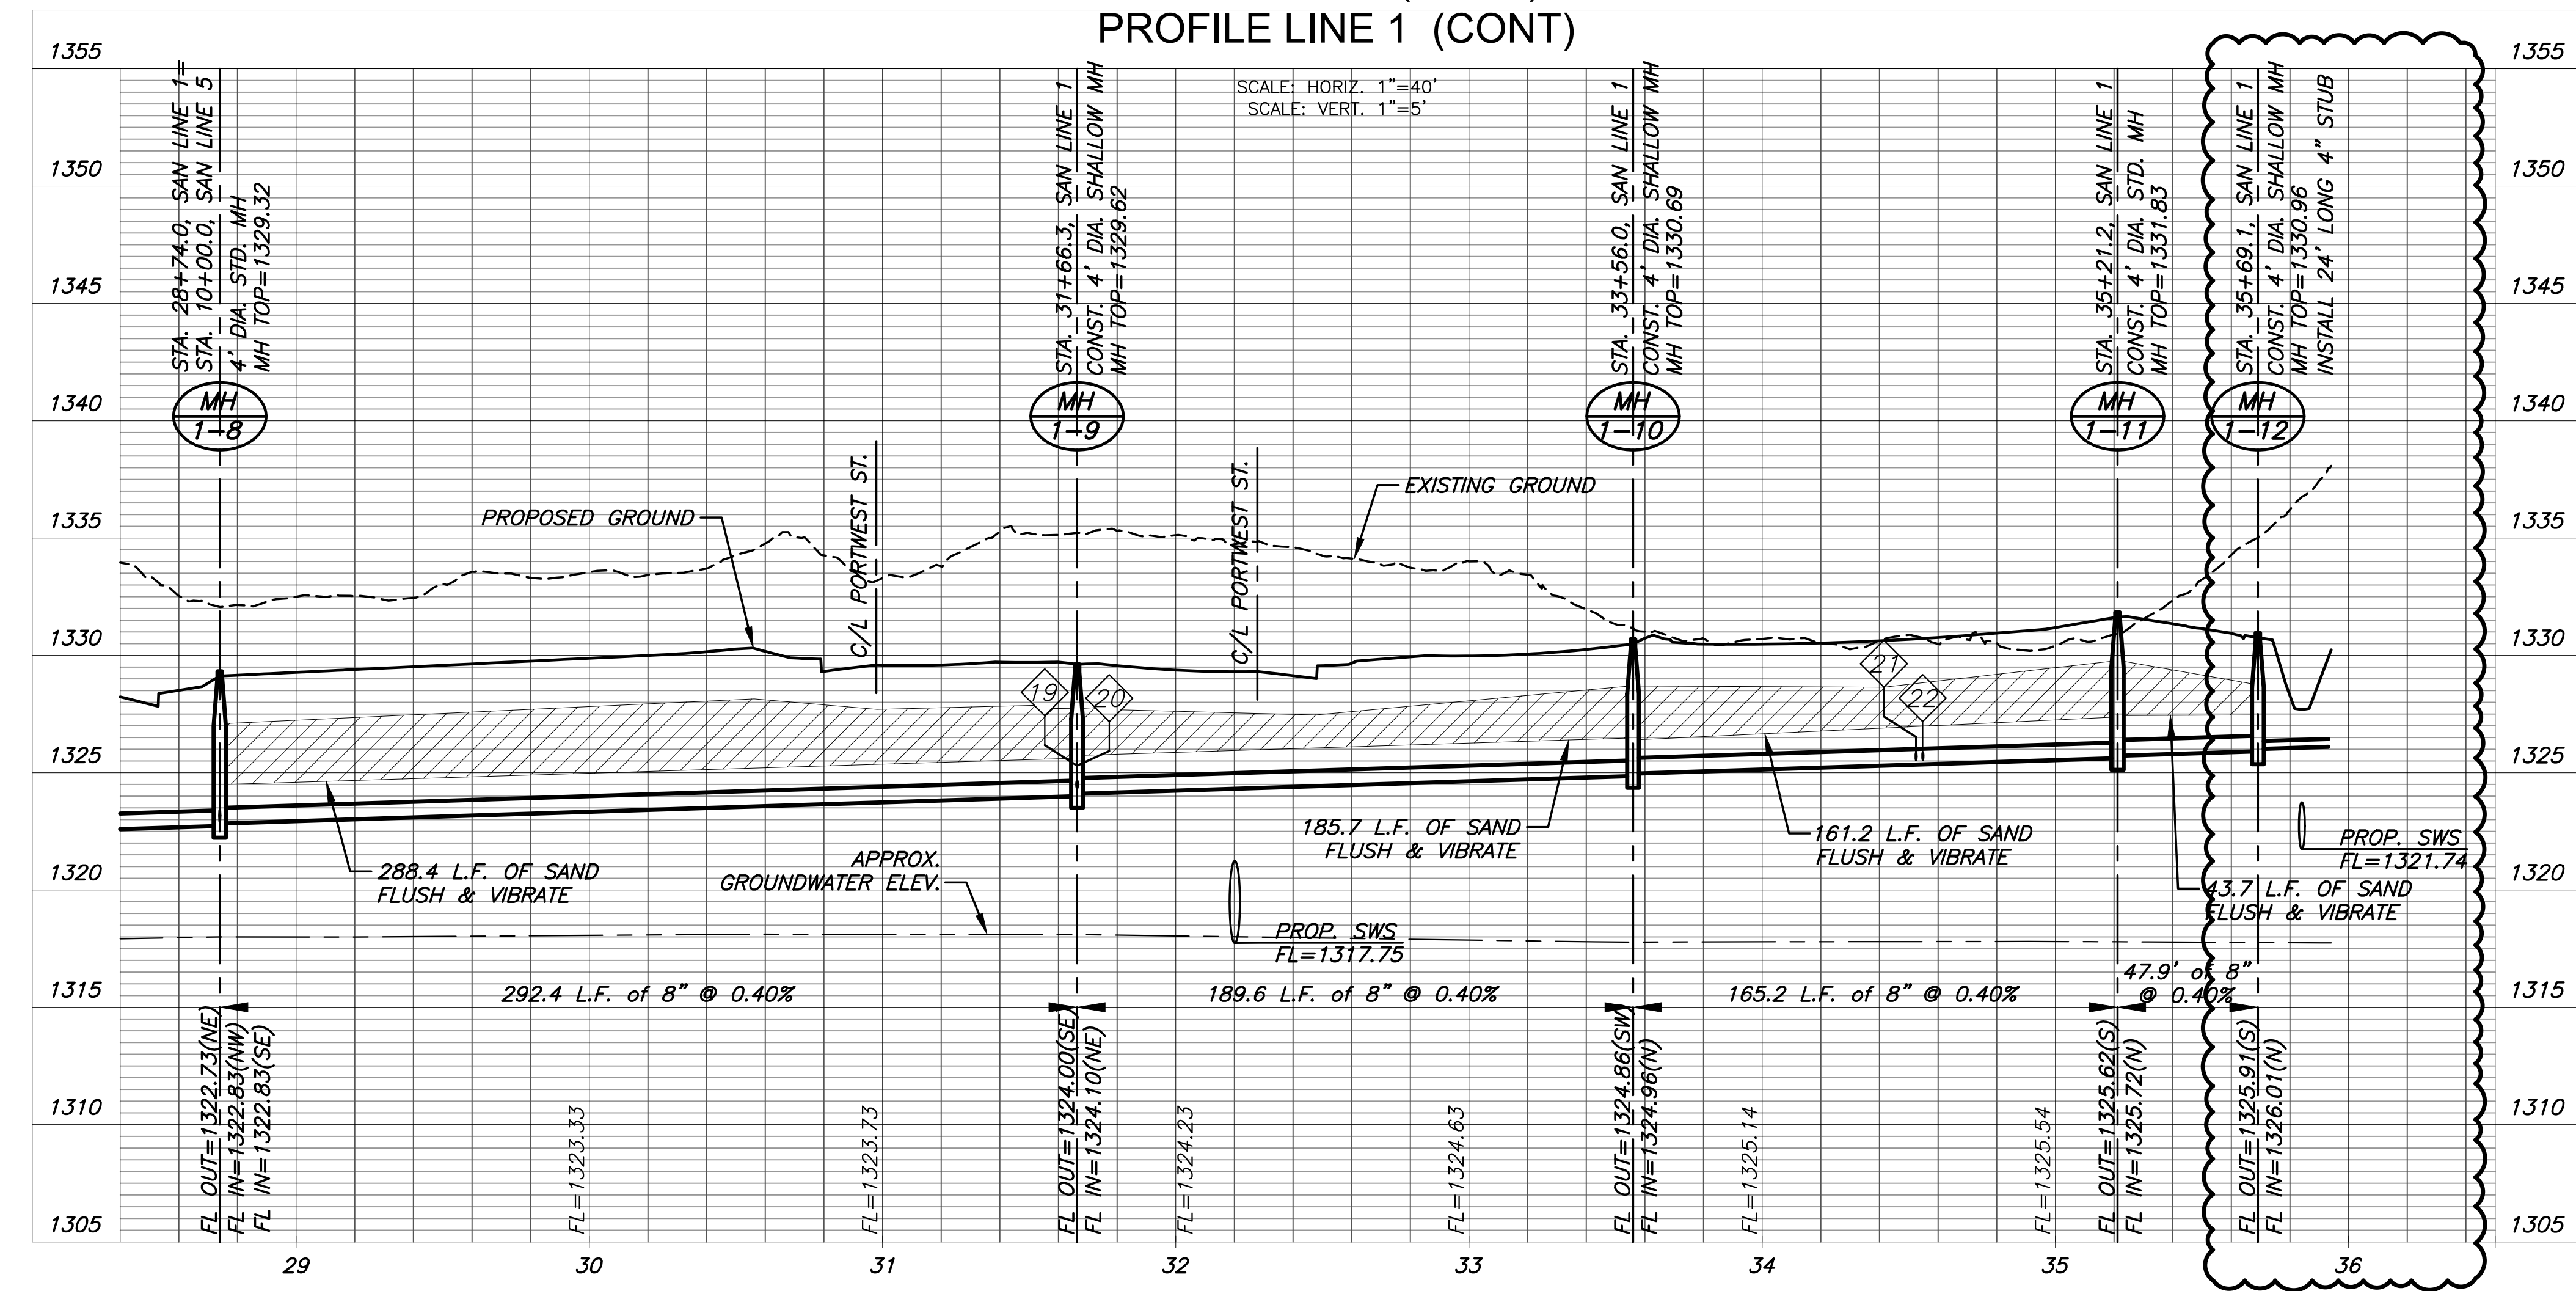 PROFILE LINE 1 (CONT)
SCALE: HORIZ. 1"=40'
SCALE: VERT. 1"=5'
1355
1350
1345
1340
1335
1330
1325
1320
1315
1310
1305
STA. 28+74.0, SAN LINE 1=
STA. 10+00.0, SAN LINE 5
4' DIA. STD. MH
MH TOP=1329.32
MH
1-8
STA. 31+66.3, SAN LINE 1
CONST. 4' DIA. SHALLOW MH
MH TOP=1329.62
MH
1-9
STA. 33+56.0, SAN LINE 1
CONST. 4' DIA. SHALLOW MH
MH TOP=1330.69
MH
1-10
STA. 35+21.2, SAN LINE 1
CONST. 4' DIA. STD. MH
MH TOP=1331.83
MH
1-11
STA. 35+69.1, SAN LINE 1
CONST. 4' DIA. SHALLOW MH
MH TOP=1330.96
INSTALL 24' LONG 4" STUB
MH
1-12
1355
1350
1345
1340
1335
1330
1325
1320
1315
1310
1305
PROPOSED GROUND
C/L PORTWEST ST.
C/L PORTWEST ST.
EXISTING GROUND
19
20
21
22
288.4 L.F. OF SAND
FLUSH & VIBRATE
APPROX.
GROUNDWATER ELEV.
185.7 L.F. OF SAND
FLUSH & VIBRATE
161.2 L.F. OF SAND
FLUSH & VIBRATE
PROP. SWS
FL=1321.74
43.7 L.F. OF SAND
FLUSH & VIBRATE
PROP. SWS
FL=1317.75
292.4 L.F. of 8" @ 0.40%
189.6 L.F. of 8" @ 0.40%
165.2 L.F. of 8" @ 0.40%
47.9' of 8"
@ 0.40%
FL OUT=1322.73(NE)
FL IN=1322.83(NW)
FL IN=1322.83(SE)
FL=1323.33
FL=1323.73
FL OUT=1324.00(SE)
FL IN=1324.10(NE)
FL=1324.23
FL=1324.63
FL OUT=1324.86(SW)
FL IN=1324.96(N)
FL=1325.14
FL=1325.54
FL OUT=1325.62(S)
FL IN=1325.72(N)
FL OUT=1325.91(S)
FL IN=1326.01(N)
29
30
31
32
33
34
35
36